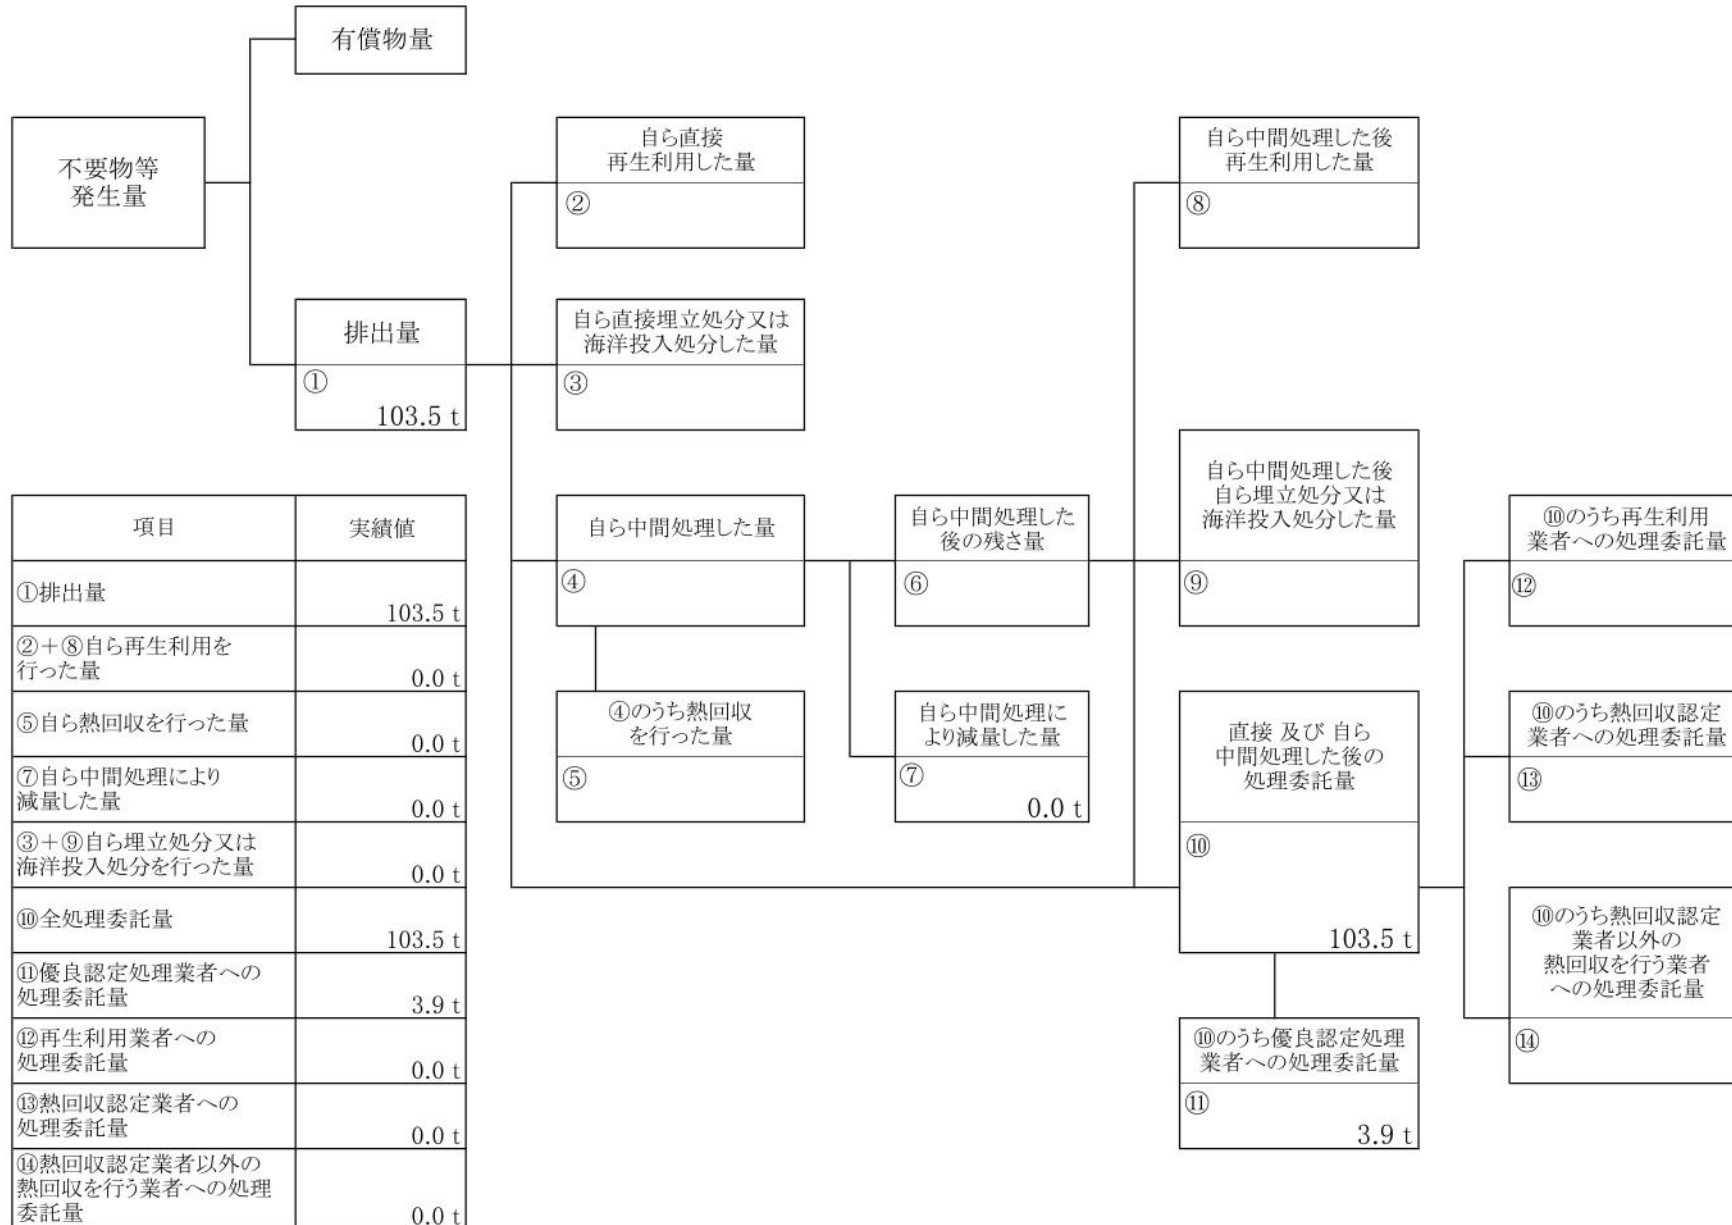 有償物量
不要物等
発生量
自ら直接
再生利用した量
②
自ら中間処理した後
再生利用した量
⑧
排出量
①
103.5 t
自ら直接埋立処分又は
海洋投入処分した量
③
自ら中間処理した量
④
自ら中間処理した
後の残さ量
⑥
自ら中間処理した後
自ら埋立処分又は
海洋投入処分した量
⑨
⑩のうち再生利用
業者への処理委託量
⑫
④のうち熱回収
を行った量
⑤
自ら中間処理に
より減量した量
⑦
0.0 t
直接 及び 自ら
中間処理した後の
処理委託量
⑩
103.5 t
⑩のうち熱回収認定
業者への処理委託量
⑬
⑩のうち熱回収認定
業者以外の
熱回収を行う業者
への処理委託量
⑭
⑩のうち優良認定処理
業者への処理委託量
⑪
3.9 t
項目 実績値
①排出量
103.5 t
②＋⑧自ら再生利用を
行った量
0.0 t
⑤自ら熱回収を行った量
0.0 t
⑦自ら中間処理により
減量した量
0.0 t
③＋⑨自ら埋立処分又は
海洋投入処分を行った量
0.0 t
⑩全処理委託量
103.5 t
⑪優良認定処理業者への
処理委託量
3.9 t
⑫再生利用業者への
処理委託量
0.0 t
⑬熱回収認定業者への
処理委託量
0.0 t
⑭熱回収認定業者以外の
熱回収を行う業者への処理
委託量
0.0 t